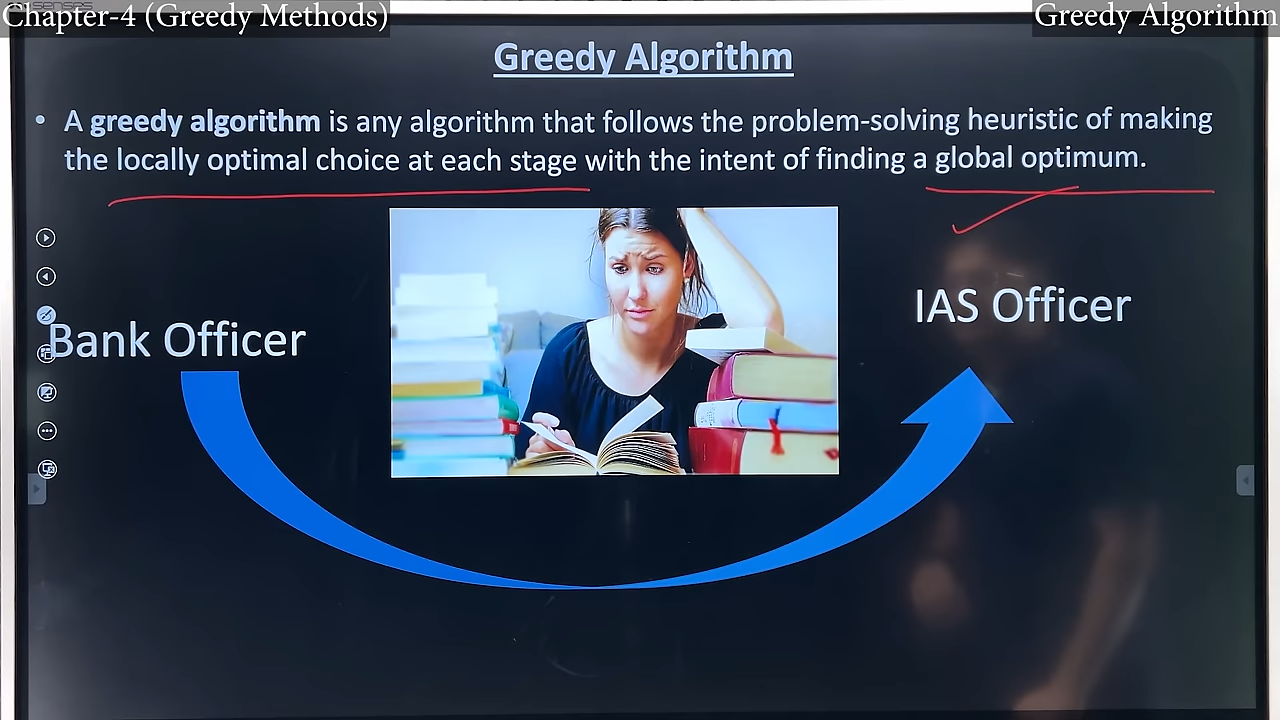 Chapter-4 (Greedy Methods)
Greedy Algorithm
Greedy Algorithm
• A greedy algorithm is any algorithm that follows the problem-solving heuristic of making
the locally optimal choice at each stage with the intent of finding a global optimum.
Bank Officer
IAS Officer